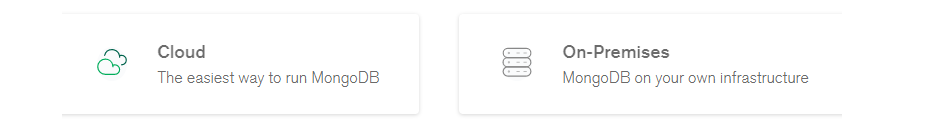 Cloud
The easiest way to run MongoDB
On-Premises
MongoDB on your own infrastructure